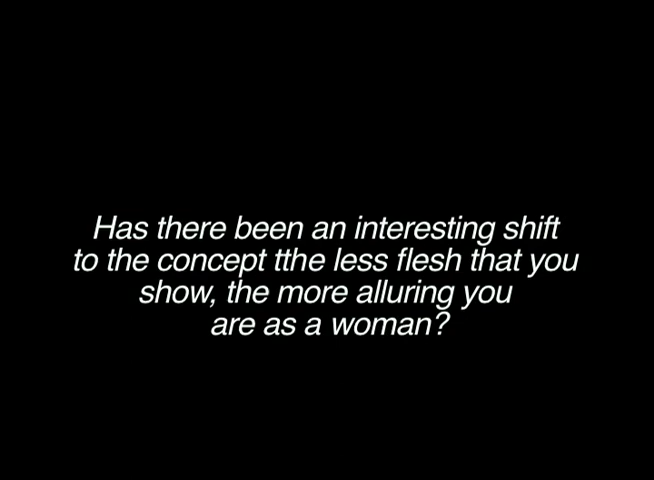 Has there been an interesting shift
to the concept tthe less flesh that you
show, the more alluring you
are as a woman?